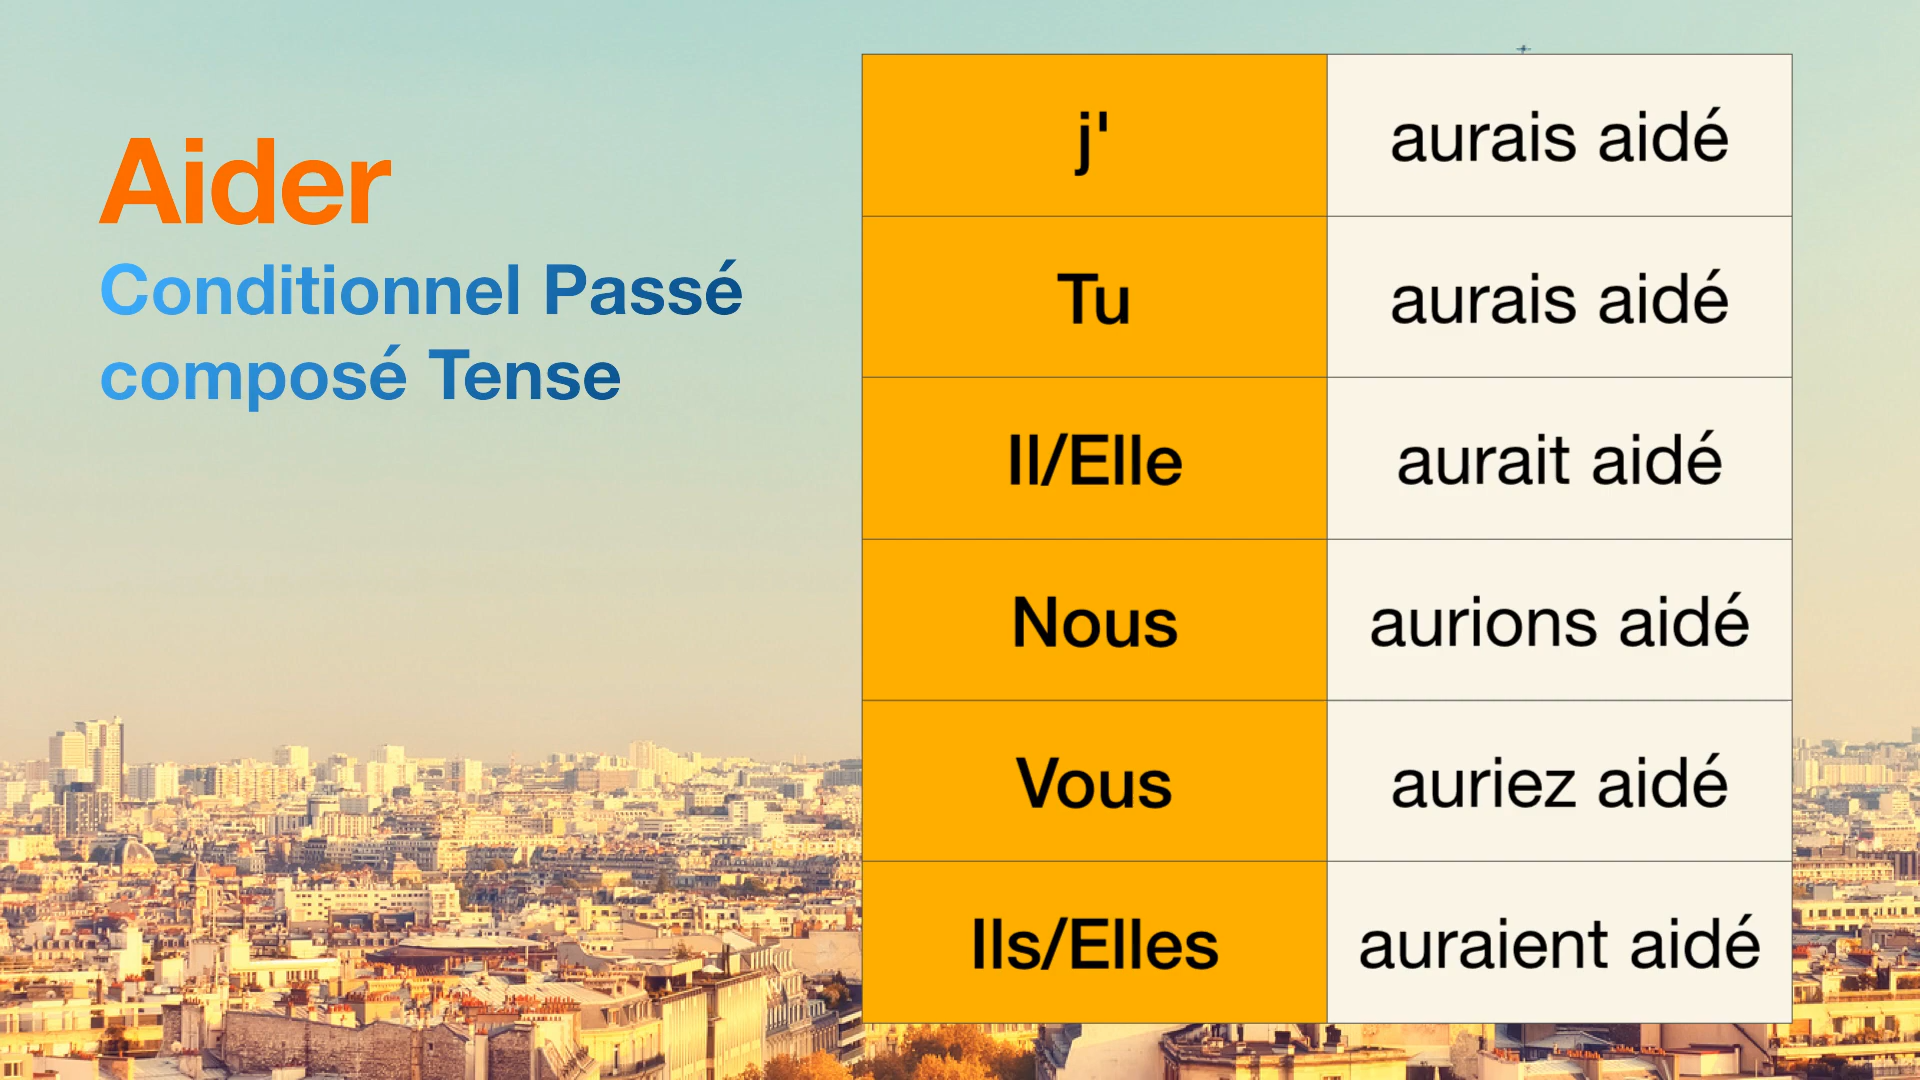 Aider
Conditionnel Passé
composé Tense
j' aurais aidé
Tu aurais aidé
Il/Elle aurait aidé
Nous aurions aidé
Vous auriez aidé
Ils/Elles auraient aidé